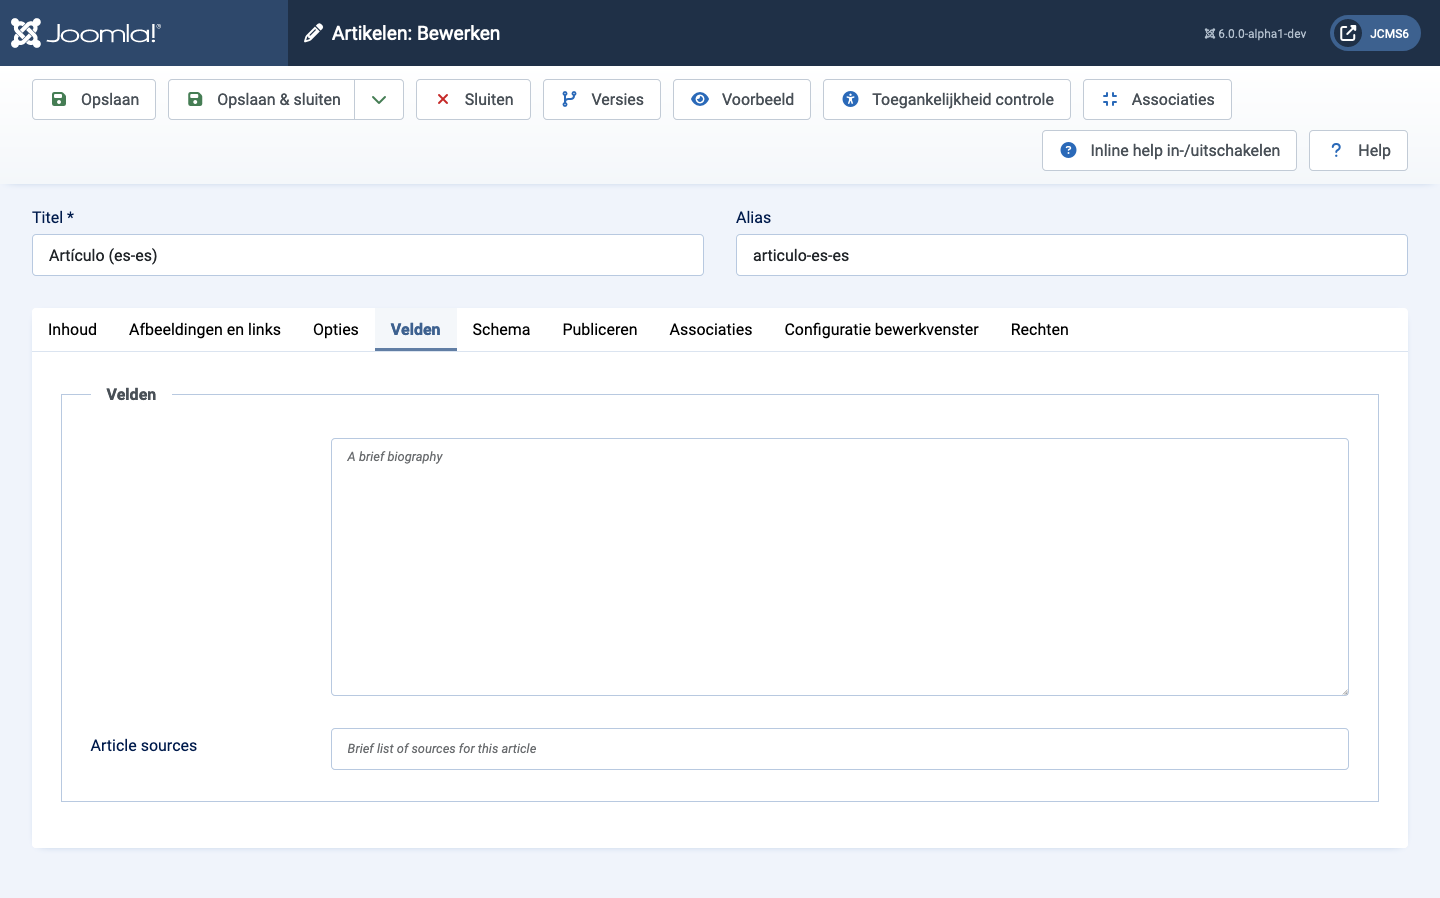 Joomla!®
Artikelen: Bewerken
6.0.0-alpha1-dev
JCMS6
Opslaan
Opslaan & sluiten
Sluiten
Versies
Voorbeeld
Toegankelijkheid controle
Associaties
Inline help in-/uitschakelen
Help
Titel *
Alias
Artículo (es-es)
articulo-es-es
Inhoud
Afbeeldingen en links
Opties
Velden
Schema
Publiceren
Associaties
Configuratie bewerkvenster
Rechten
Velden
A brief biography
Article sources
Brief list of sources for this article